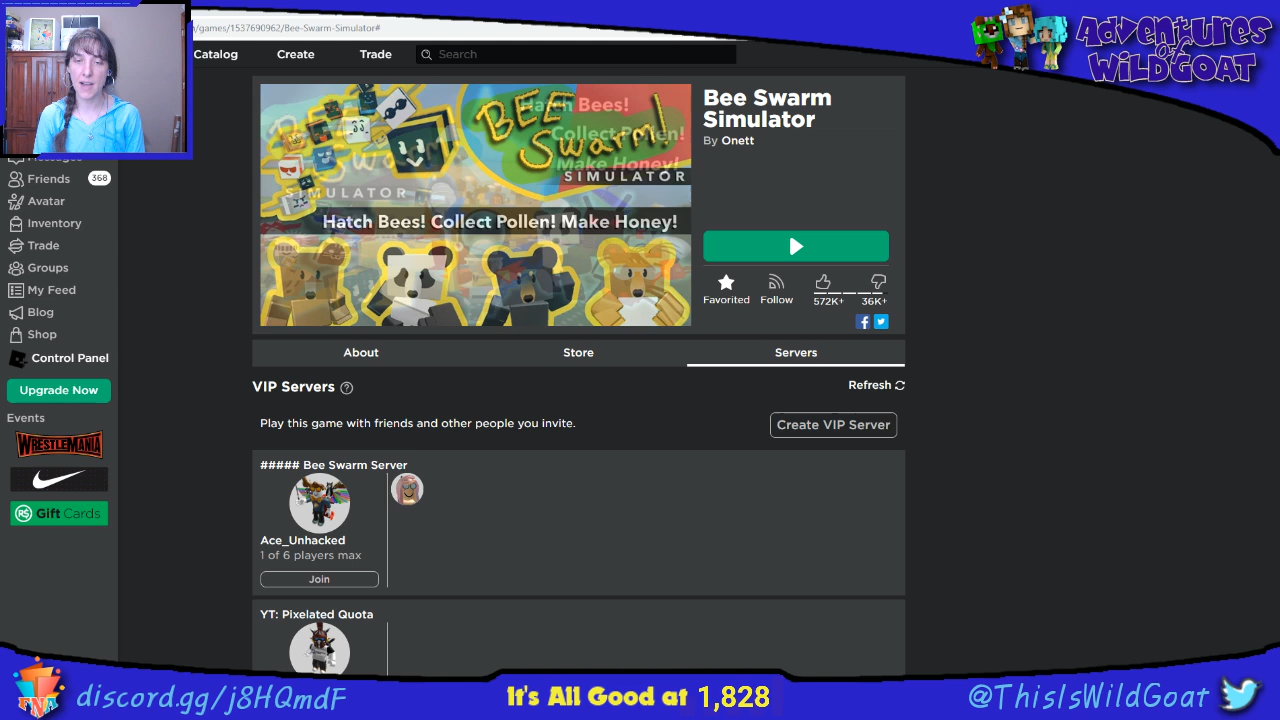 /games/1537690962/Bee-Swarm-Simulator#
Catalog
Create
Trade
Search
Adventures
of
WiLdGoAT
Friends
368
Avatar
Inventory
Trade
Groups
My Feed
Blog
Shop
Control Panel
Upgrade Now
Events
WRESTLEMANIA
R$ Gift Cards
BEE
Swarm!
SIMULATOR
Hatch Bees!
Collect Pollen!
Make Honey!
SIMULATOR
Hatch Bees! Collect Pollen! Make Honey!
Bee Swarm
Simulator
By Onett
Favorited
Follow
572K+
36K+
About
Store
Servers
VIP Servers
Refresh
Play this game with friends and other people you invite.
Create VIP Server
##### Bee Swarm Server
Ace_Unhacked
1 of 6 players max
Join
YT: Pixelated Quota
FNA
discord.gg/j8HQmdF
It's All Good at 1,828
@ThisIsWildGoat